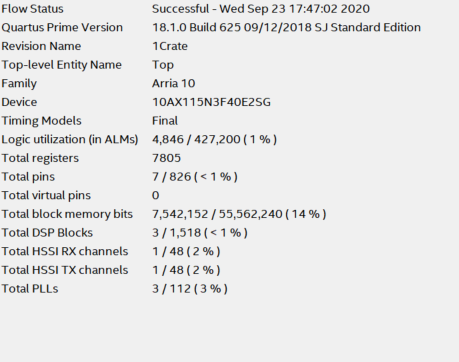 Flow Status Successful - Wed Sep 23 17:47:02 2020
Quartus Prime Version 18.1.0 Build 625 09/12/2018 SJ Standard Edition
Revision Name 1Crate
Top-level Entity Name Top
Family Arria 10
Device 10AX115N3F40E2SG
Timing Models Final
Logic utilization (in ALMs) 4,846 / 427,200 ( 1 % )
Total registers 7805
Total pins 7 / 826 ( < 1 % )
Total virtual pins 0
Total block memory bits 7,542,152 / 55,562,240 ( 14 % )
Total DSP Blocks 3 / 1,518 ( < 1 % )
Total HSSI RX channels 1 / 48 ( 2 % )
Total HSSI TX channels 1 / 48 ( 2 % )
Total PLLs 3 / 112 ( 3 % )